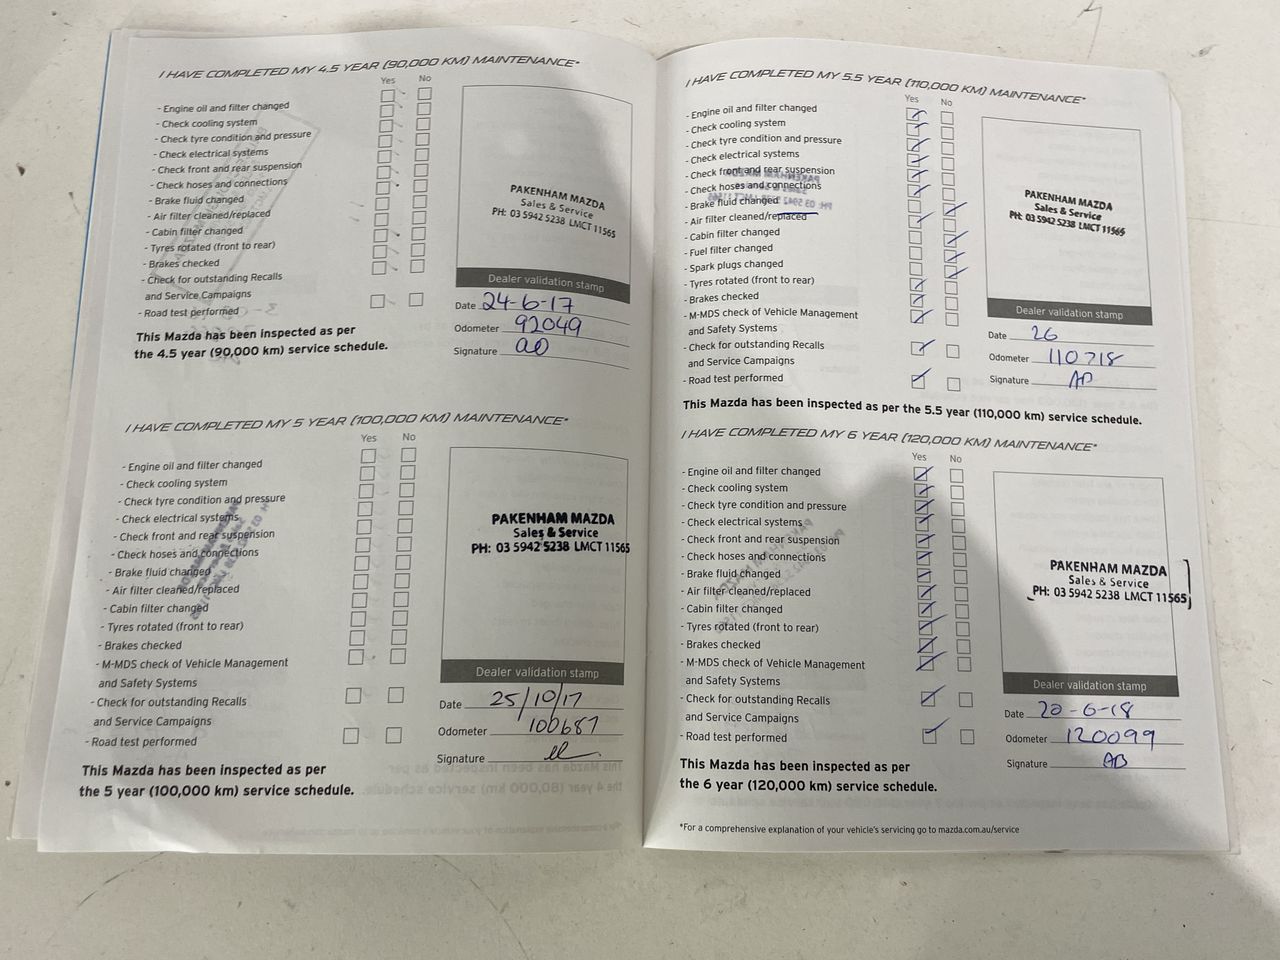 I HAVE COMPLETED MY 4.5 YEAR (90,000 KM) MAINTENANCE*
Yes No
- Engine oil and filter changed
- Check cooling system
- Check tyre condition and pressure
- Check electrical systems
- Check front and rear suspension
- Check hoses and connections
- Brake fluid changed
- Air filter cleaned/replaced
- Cabin filter changed
- Tyres rotated (front to rear)
- Brakes checked
- Check for outstanding Recalls
and Service Campaigns
- Road test performed
This Mazda has been inspected as per
the 4.5 year (90,000 km) service schedule.
PAKENHAM MAZDA
Sales & Service
PH: 03 5942 5238 LMCT 11565
Dealer validation stamp
Date 24-6-17
Odometer 92049
Signature
I HAVE COMPLETED MY 5 YEAR (100,000 KM) MAINTENANCE*
Yes No
- Engine oil and filter changed
- Check cooling system
- Check tyre condition and pressure
- Check electrical systems
- Check front and rear suspension
- Check hoses and connections
- Brake fluid changed
- Air filter cleaned/replaced
- Cabin filter changed
- Tyres rotated (front to rear)
- Brakes checked
- M-MDS check of Vehicle Management
and Safety Systems
- Check for outstanding Recalls
and Service Campaigns
- Road test performed
This Mazda has been inspected as per
the 5 year (100,000 km) service schedule.
PAKENHAM MAZDA
Sales & Service
PH: 03 5942 5238 LMCT 11565
Dealer validation stamp
Date 25/10/17
Odometer 100687
Signature
I HAVE COMPLETED MY 5.5 YEAR (110,000 KM) MAINTENANCE*
Yes No
- Engine oil and filter changed
- Check cooling system
- Check tyre condition and pressure
- Check electrical systems
- Check front and rear suspension
- Check hoses and connections
- Brake fluid changed
- Air filter cleaned/replaced
- Cabin filter changed
- Fuel filter changed
- Spark plugs changed
- Tyres rotated (front to rear)
- Brakes checked
- M-MDS check of Vehicle Management
and Safety Systems
- Check for outstanding Recalls
and Service Campaigns
- Road test performed
This Mazda has been inspected as per the 5.5 year (110,000 km) service schedule.
PAKENHAM MAZDA
Sales & Service
PH: 03 5942 5238 LMCT 11565
Dealer validation stamp
Date 26
Odometer 110718
Signature AB
I HAVE COMPLETED MY 6 YEAR (120,000 KM) MAINTENANCE*
Yes No
- Engine oil and filter changed
- Check cooling system
- Check tyre condition and pressure
- Check electrical systems
- Check front and rear suspension
- Check hoses and connections
- Brake fluid changed
- Air filter cleaned/replaced
- Cabin filter changed
- Tyres rotated (front to rear)
- Brakes checked
- M-MDS check of Vehicle Management
and Safety Systems
- Check for outstanding Recalls
and Service Campaigns
- Road test performed
This Mazda has been inspected as per
the 6 year (120,000 km) service schedule.
PAKENHAM MAZDA
Sales & Service
PH: 03 5942 5238 LMCT 11565
Dealer validation stamp
Date 20-6-18
Odometer 120099
Signature AB
*For a comprehensive explanation of your vehicle's servicing go to mazda.com.au/service